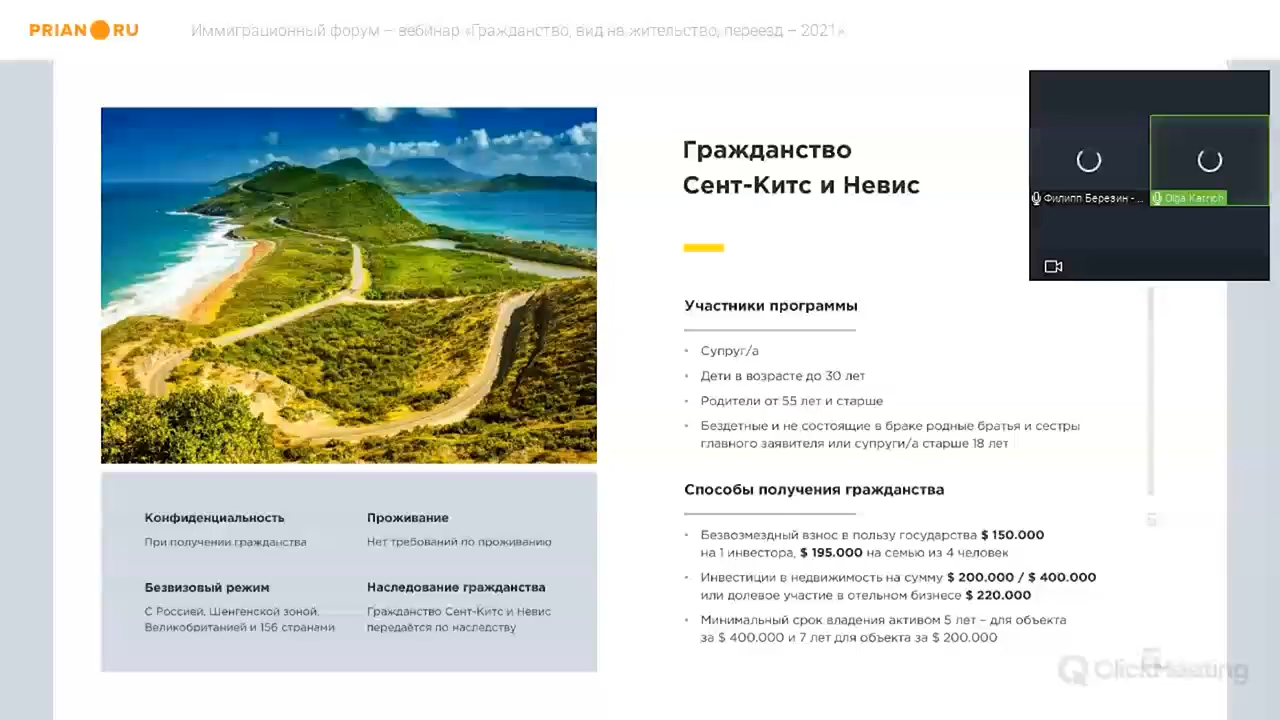 PRIAN RU
Иммиграционный форум – вебинар «Гражданство, вид на жительство, переезд – 2021»
Филипп Березин - ...
Olga Karrich
Гражданство
Сент-Китс и Невис
Участники программы
• Супруг/а
• Дети в возрасте до 30 лет
• Родители от 55 лет и старше
• Бездетные и не состоящие в браке родные братья и сестры
главного заявителя или супруги/а старше 18 лет
Способы получения гражданства
• Безвозмездный взнос в пользу государства $ 150.000
на 1 инвестора, $ 195.000 на семью из 4 человек
• Инвестиции в недвижимость на сумму $ 200.000 / $ 400.000
или долевое участие в отельном бизнесе $ 220.000
• Минимальный срок владения активом 5 лет – для объекта
за $ 400.000 и 7 лет для объекта за $ 200.000
Конфиденциальность
При получении гражданства
Проживание
Нет требований по проживанию
Безвизовый режим
С Россией, Шенгенской зоной,
Великобританией и 156 странами
Наследование гражданства
Гражданство Сент-Китс и Невис
передаётся по наследству
ClickMeeting